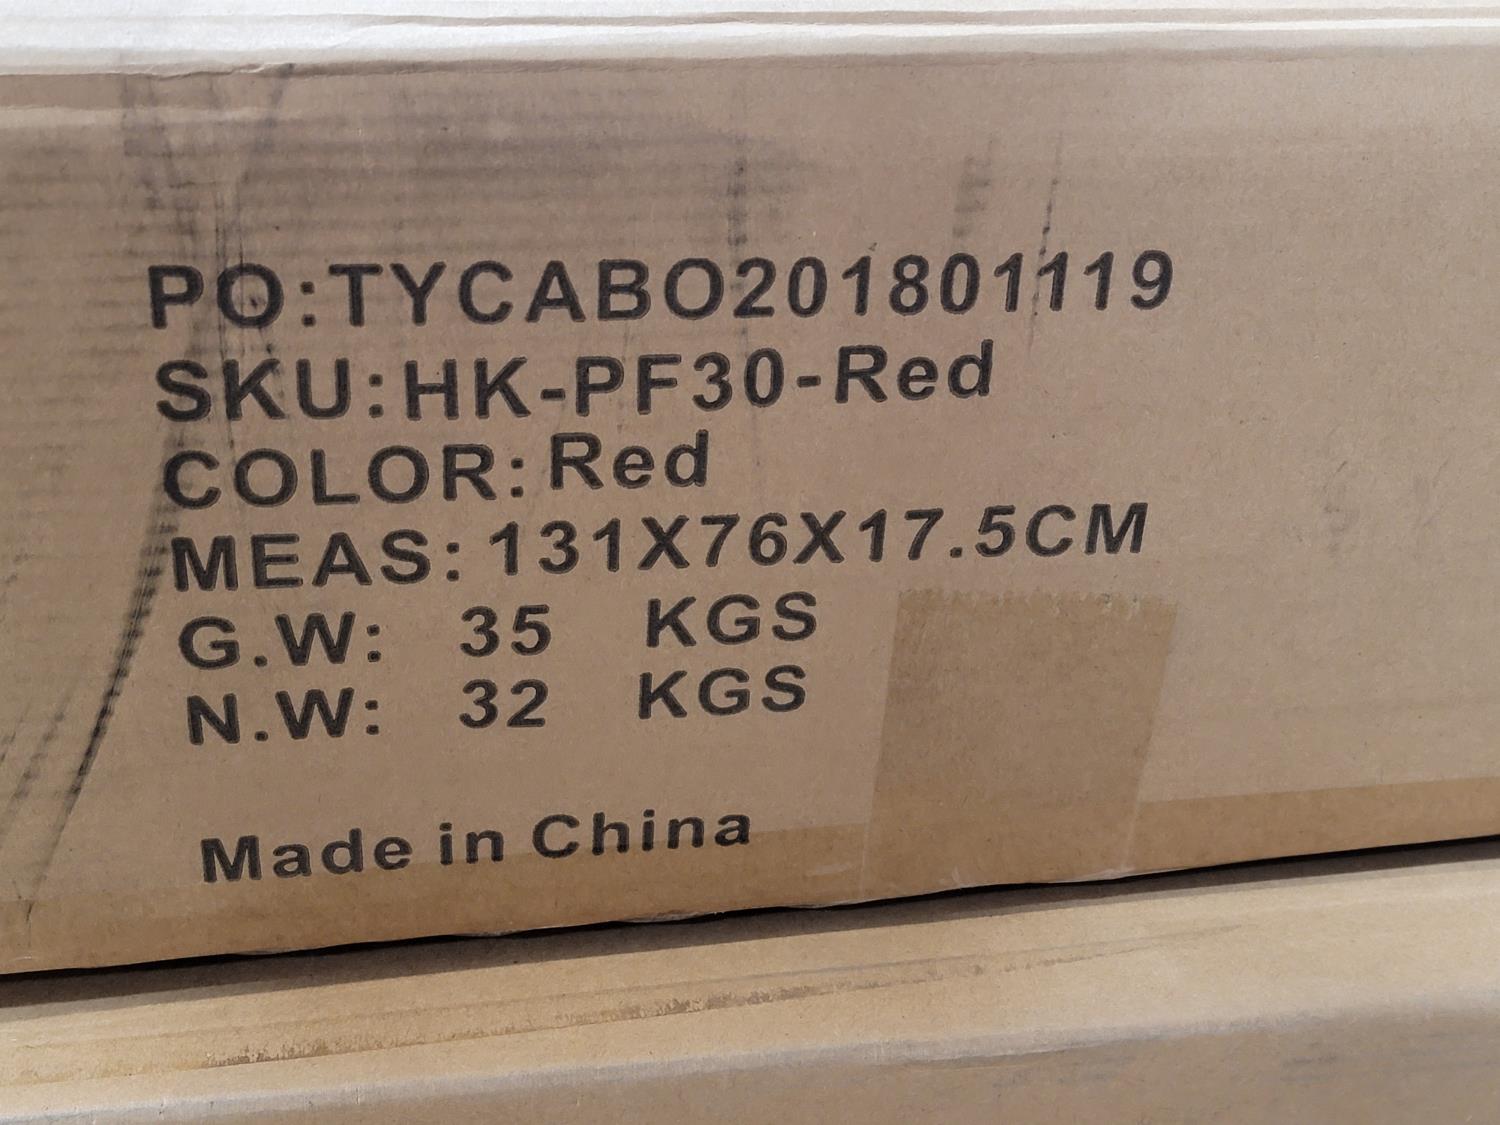 PO:TYCABO201801119
SKU:HK-PF30-Red
COLOR:Red
MEAS:131X76X17.5CM
G.W: 35 KGS
N.W: 32 KGS
Made in China